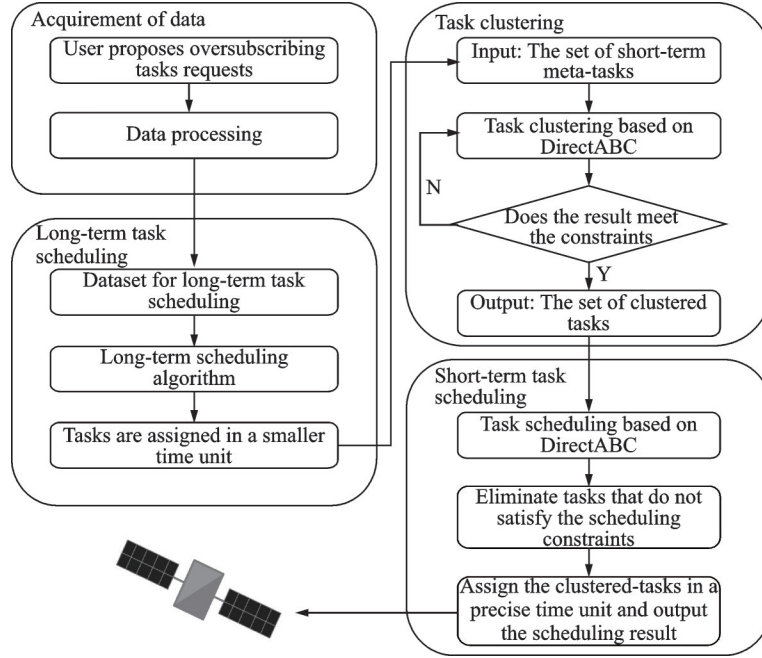 Acquirement of data
User proposes oversubscribing
tasks requests
Data processing
Long-term task
scheduling
Dataset for long-term task
scheduling
Long-term scheduling
algorithm
Tasks are assigned in a smaller
time unit
Task clustering
Input: The set of short-term
meta-tasks
Task clustering based on
DirectABC
N
Does the result meet
the constraints
Y
Output: The set of clustered
tasks
Short-term task
scheduling
Task scheduling based on
DirectABC
Eliminate tasks that do not
satisfy the scheduling
constraints
Assign the clustered-tasks in a
precise time unit and output
the scheduling result